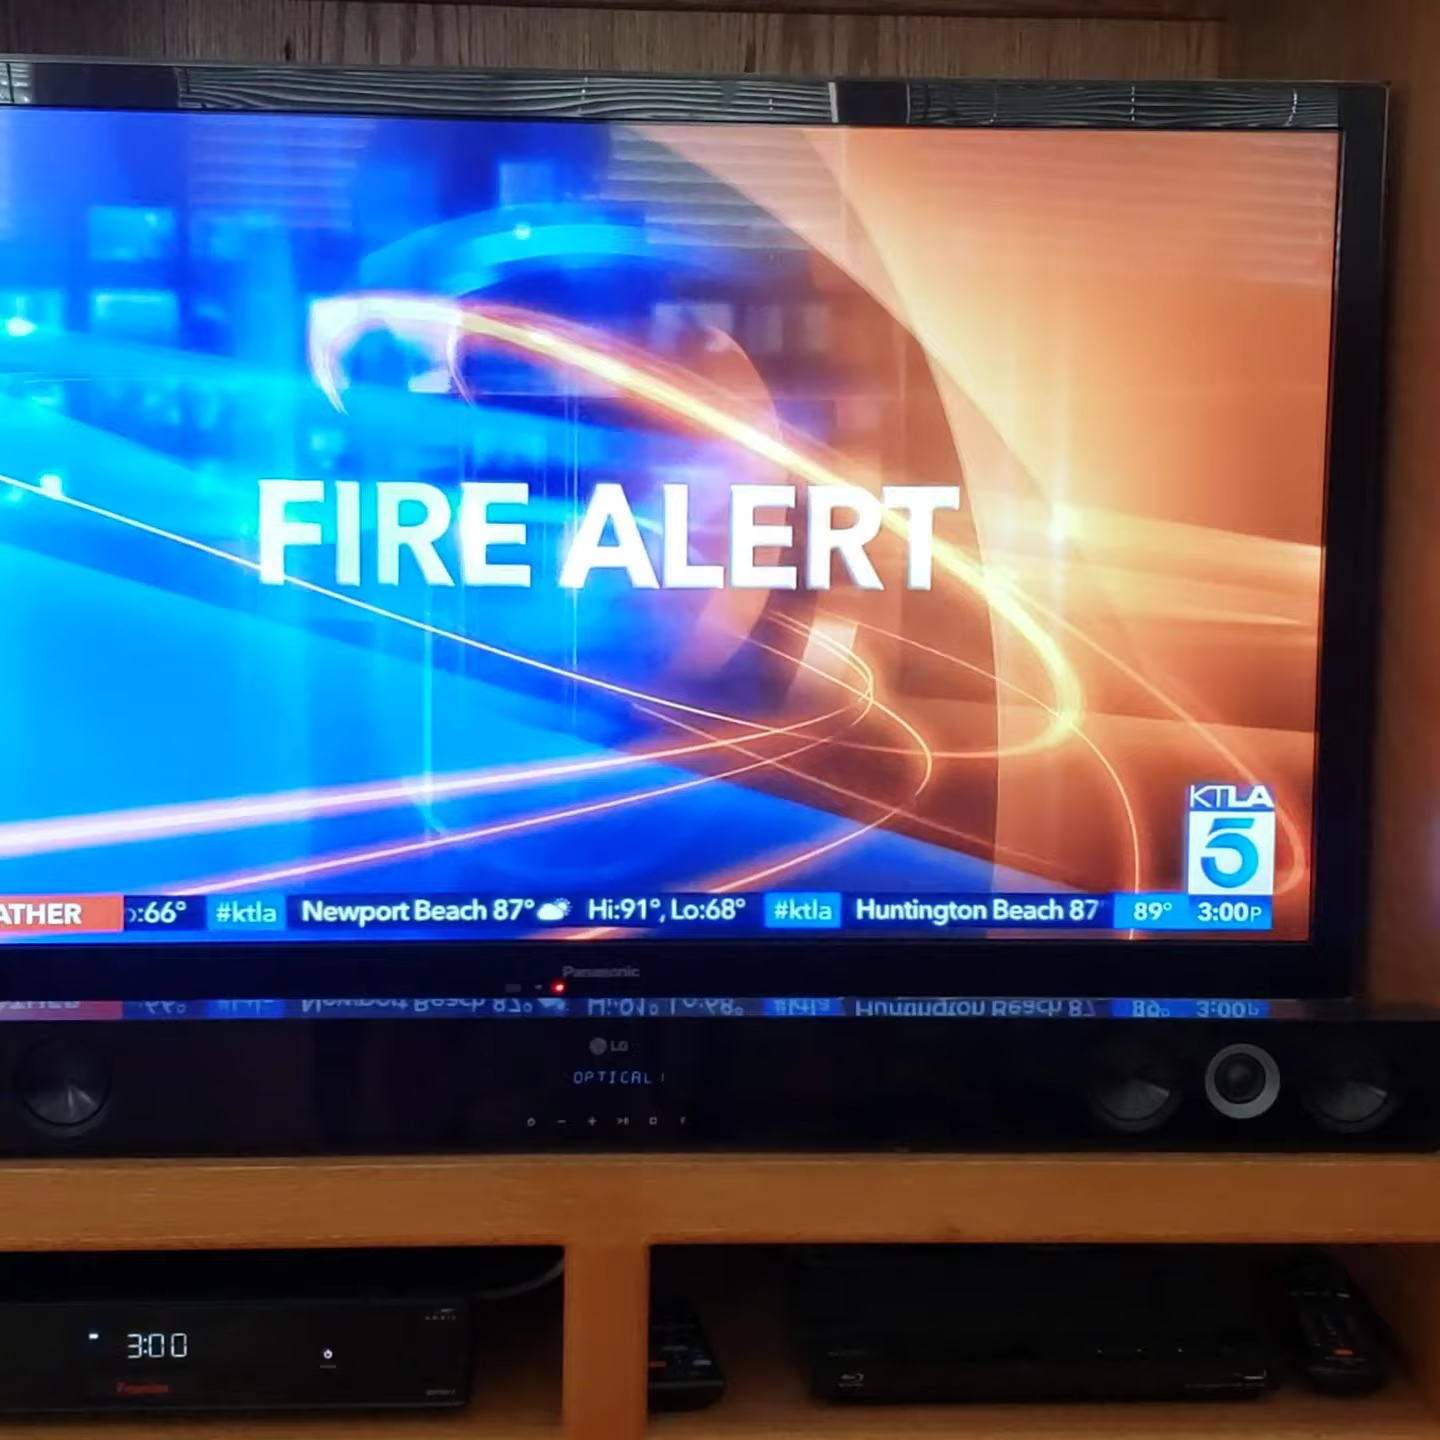 FIRE ALERT
KTLA
5
ATHER :66° #ktla Newport Beach 87° Hi:91°, Lo:68° #ktla Huntington Beach 87 89° 3:00P
Panasonic
LG
OPTICAL
3:00